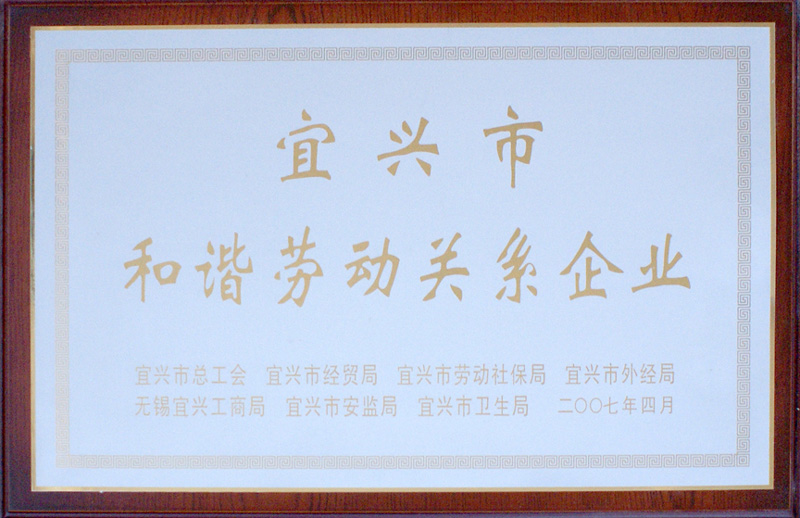 宜兴市
和谐劳动关系企业
宜兴市总工会 宜兴市经贸局 宜兴市劳动社保局 宜兴市外经局
无锡宜兴工商局 宜兴市安监局 宜兴市卫生局 二〇〇七年四月